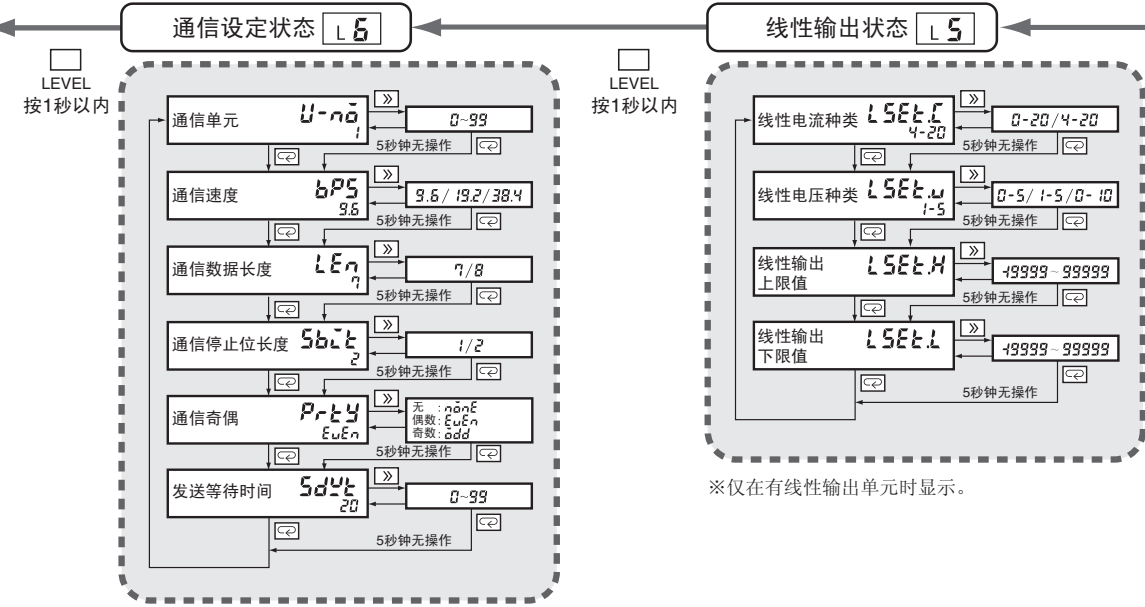 通信设定状态 L 6
LEVEL
按1秒以内
通信单元 U-no
1
0~99
5秒钟无操作
通信速度 bPS
9.6
9.6/19.2/38.4
5秒钟无操作
通信数据长度 LEn
7
7/8
5秒钟无操作
通信停止位长度 Sbit
2
1/2
5秒钟无操作
通信奇偶 PrtY
EvEn
无 :nonE
偶数:EvEn
奇数:odd
5秒钟无操作
发送等待时间 SdWt
20
0~99
5秒钟无操作
线性输出状态 L 5
LEVEL
按1秒以内
线性电流种类 LSEt.C
4-20
0-20/4-20
5秒钟无操作
线性电压种类 LSEt.v
1-5
0-5/1-5/0-10
5秒钟无操作
线性输出
上限值
LSEt.H
-19999~99999
5秒钟无操作
线性输出
下限值
LSEt.L
-19999~99999
5秒钟无操作
※仅在有线性输出单元时显示。